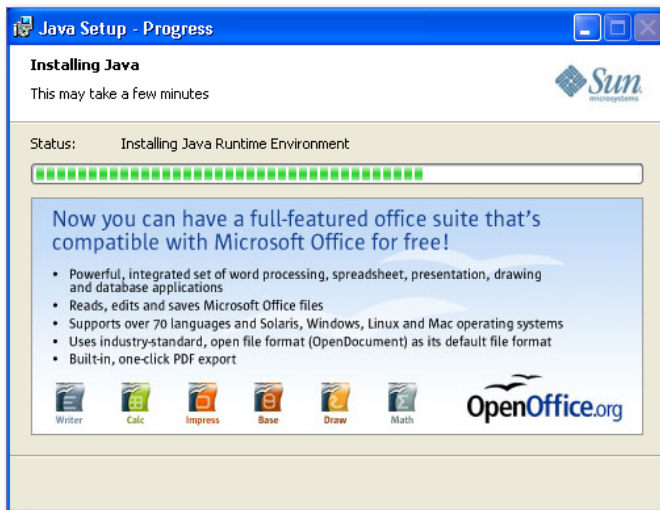 Java Setup - Progress
Installing Java
This may take a few minutes
Sun
microsystems
Status: Installing Java Runtime Environment
Now you can have a full-featured office suite that's
compatible with Microsoft Office for free!
• Powerful, integrated set of word processing, spreadsheet, presentation, drawing
and database applications
• Reads, edits and saves Microsoft Office files
• Supports over 70 languages and Solaris, Windows, Linux and Mac operating systems
• Uses industry-standard, open file format (OpenDocument) as its default file format
• Built-in, one-click PDF export
Writer Calc Impress Base Draw Math
OpenOffice.org